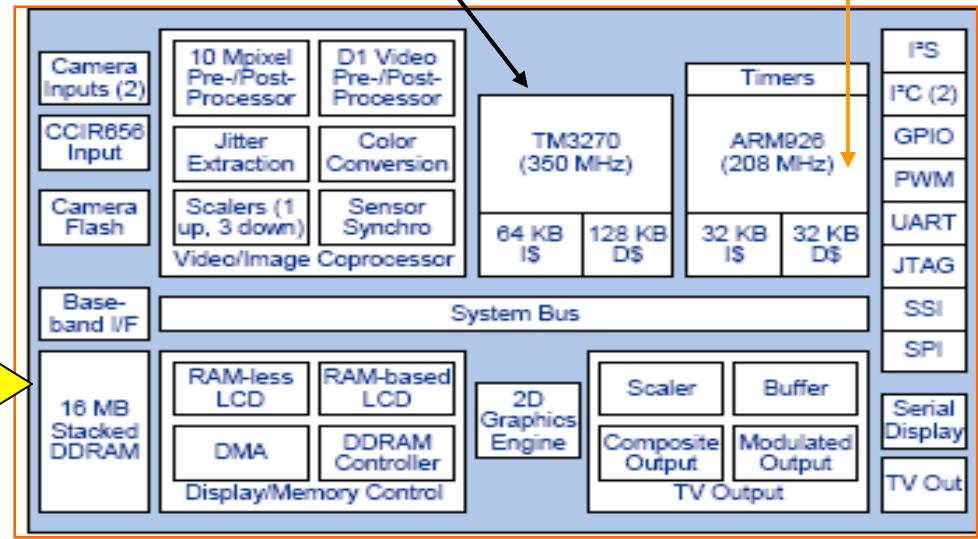 Camera
Inputs (2)
CCIR656
Input
Camera
Flash
Base-
band I/F
16 MB
Stacked
DDRAM
10 Mpixel
Pre-/Post-
Processor
D1 Video
Pre-/Post-
Processor
Jitter
Extraction
Color
Conversion
Scalers (1
up, 3 down)
Sensor
Synchro
Video/Image Coprocessor
TM3270
(350 MHz)
64 KB
I$
128 KB
D$
Timers
ARM926
(208 MHz)
32 KB
I$
32 KB
D$
System Bus
RAM-less
LCD
RAM-based
LCD
DMA
DDRAM
Controller
Display/Memory Control
2D
Graphics
Engine
Scaler
Buffer
Composite
Output
Modulated
Output
TV Output
I²S
I²C (2)
GPIO
PWM
UART
JTAG
SSI
SPI
Serial
Display
TV Out